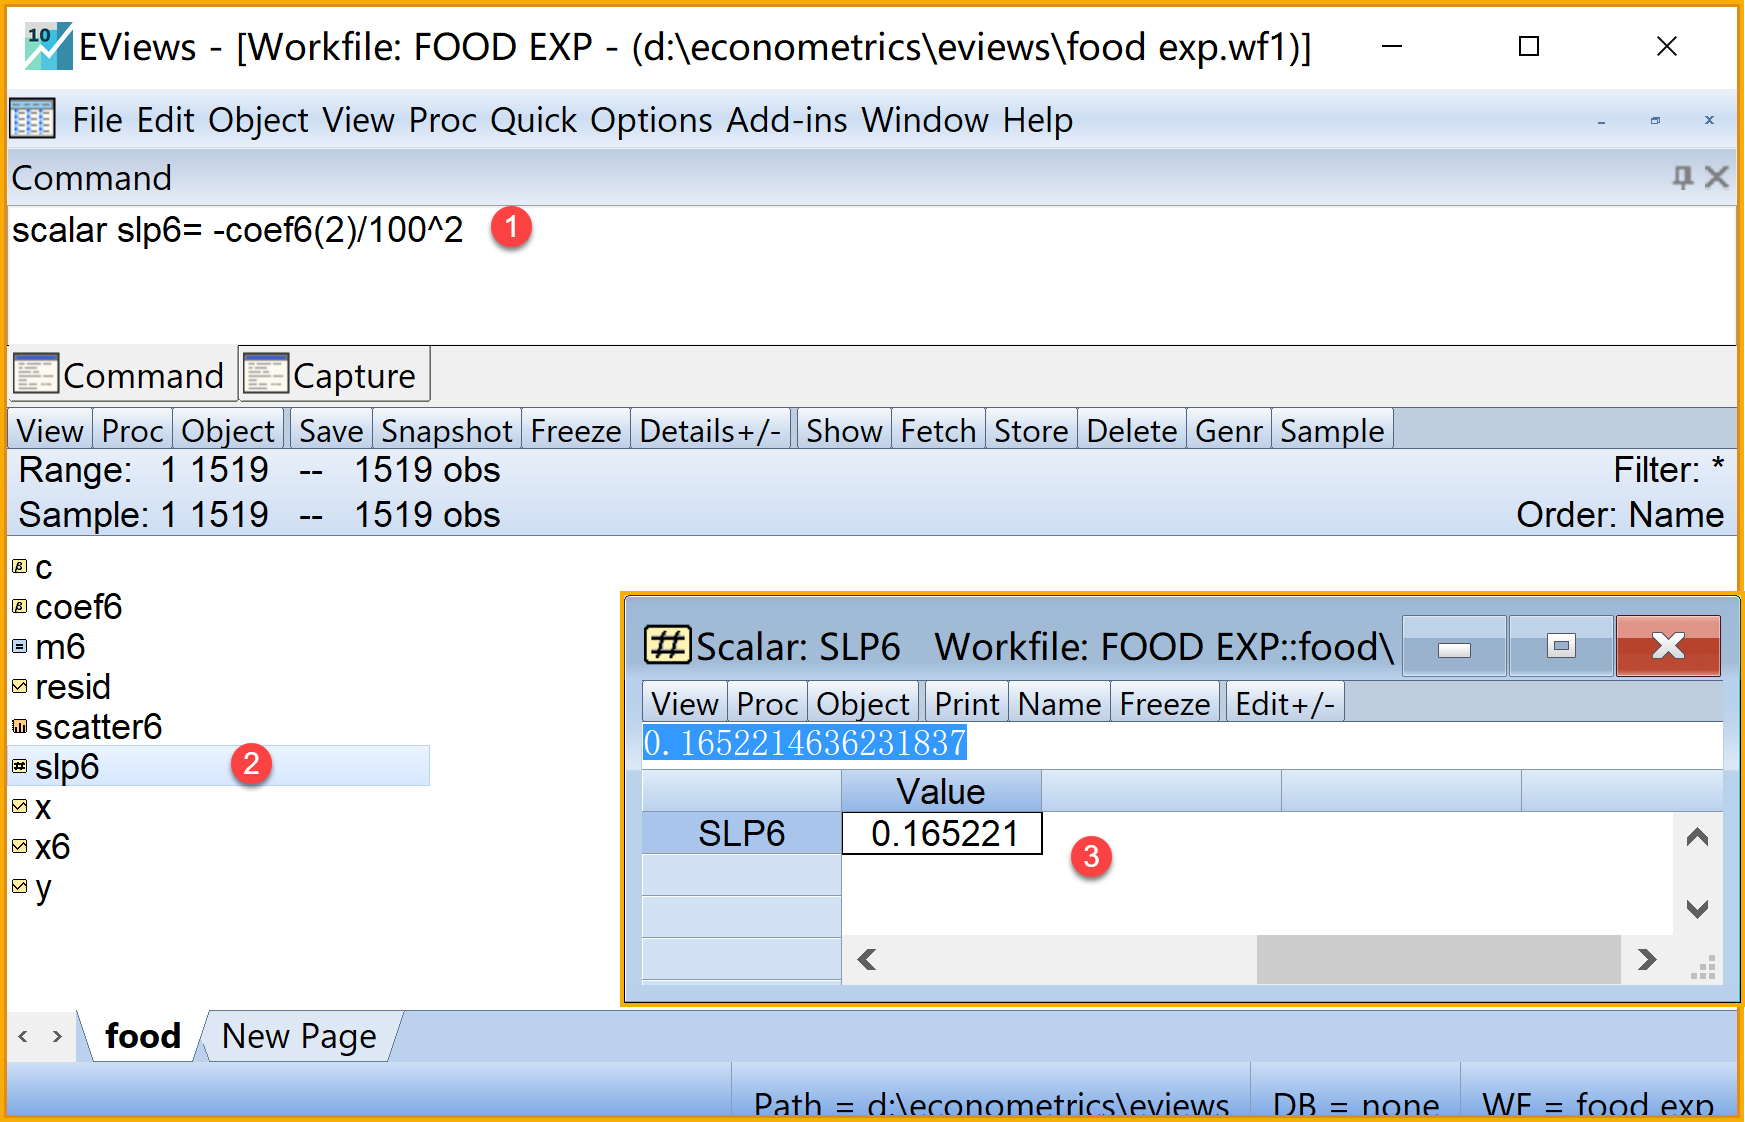 10 EViews - [Workfile: FOOD EXP - (d:\econometrics\eviews\food exp.wf1)]
File Edit Object View Proc Quick Options Add-ins Window Help
Command
scalar slp6= -coef6(2)/100^2 1
Command Capture
View Proc Object Save Snapshot Freeze Details+/- Show Fetch Store Delete Genr Sample
Range: 1 1519 -- 1519 obs Filter: *
Sample: 1 1519 -- 1519 obs Order: Name
c
coef6
m6
resid
scatter6
slp6 2
x
x6
y
Scalar: SLP6 Workfile: FOOD EXP::food\
View Proc Object Print Name Freeze Edit+/-
0.1652214636231837
Value
SLP6 0.165221 3
food New Page
Path = d:\econometrics\eviews DB = none WF = food exp